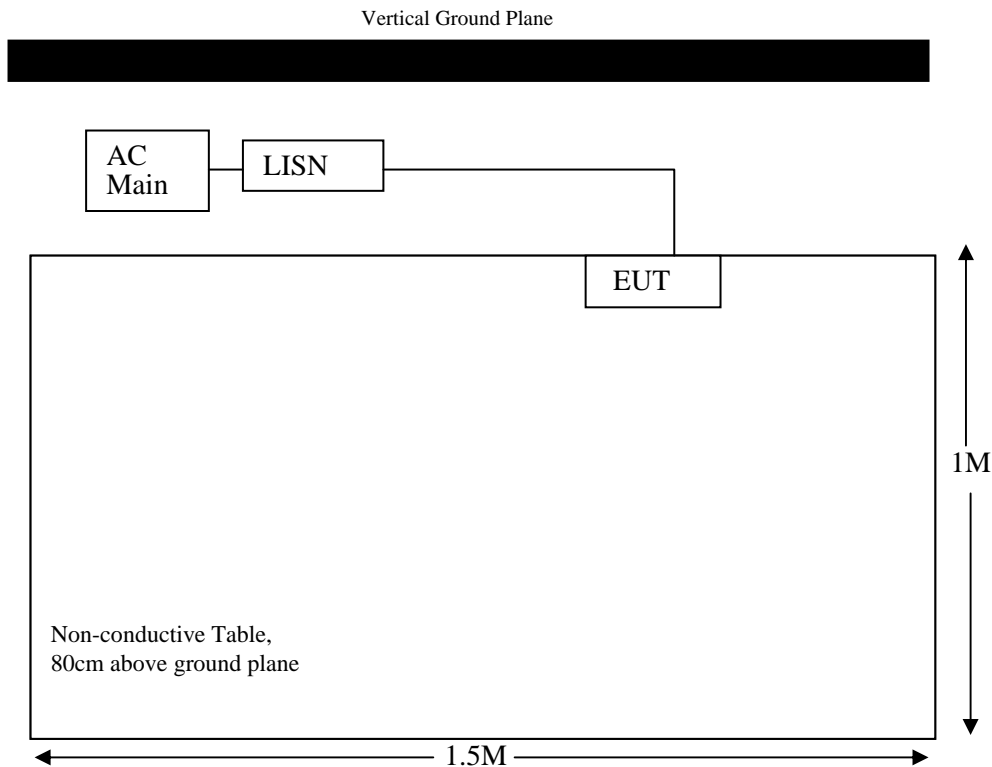 Vertical Ground Plane
AC
Main
LISN
EUT
1M
Non-conductive Table,
80cm above ground plane
1.5M